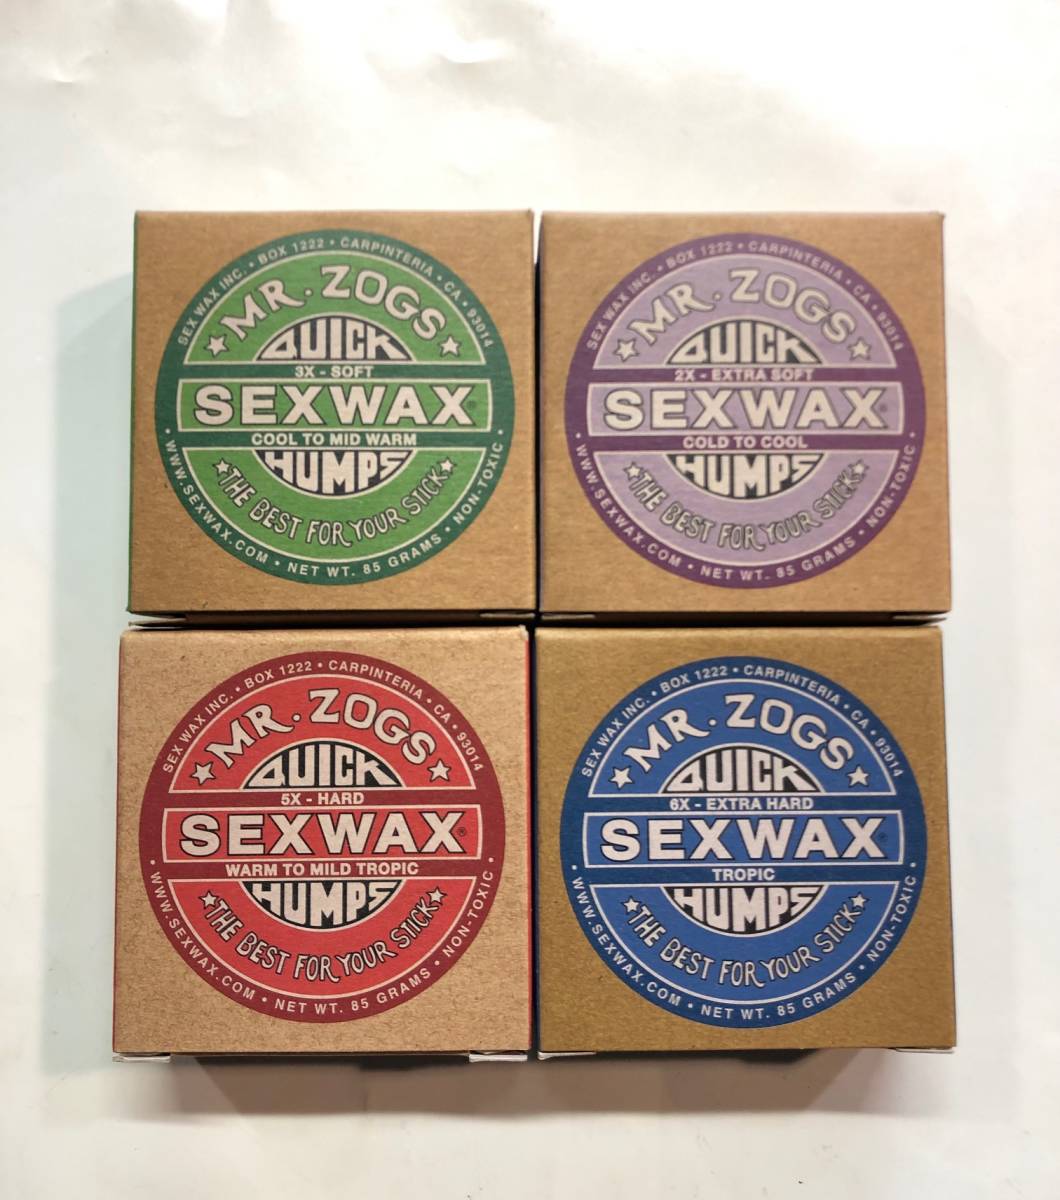 SEX WAX INC. • BOX 1222 • CARPINTERIA • CA • 93014
MR. ZOGS
QUICK
3X - SOFT
SEXWAX®
COOL TO MID WARM
HUMPS
THE BEST FOR YOUR STICK
• WWW.SEXWAX.COM • NET WT. 85 GRAMS • NON-TOXIC •
SEX WAX INC. • BOX 1222 • CARPINTERIA • CA • 93014
MR. ZOGS
QUICK
2X - EXTRA SOFT
SEXWAX®
COLD TO COOL
HUMPS
THE BEST FOR YOUR STICK
• WWW.SEXWAX.COM • NET WT. 85 GRAMS • NON-TOXIC •
SEX WAX INC. • BOX 1222 • CARPINTERIA • CA • 93014
MR. ZOGS
QUICK
5X - HARD
SEXWAX®
WARM TO MILD TROPIC
HUMPS
THE BEST FOR YOUR STICK
• WWW.SEXWAX.COM • NET WT. 85 GRAMS • NON-TOXIC •
SEX WAX INC. • BOX 1222 • CARPINTERIA • CA • 93014
MR. ZOGS
QUICK
6X - EXTRA HARD
SEXWAX®
TROPIC
HUMPS
THE BEST FOR YOUR STICK
• WWW.SEXWAX.COM • NET WT. 85 GRAMS • NON-TOXIC •